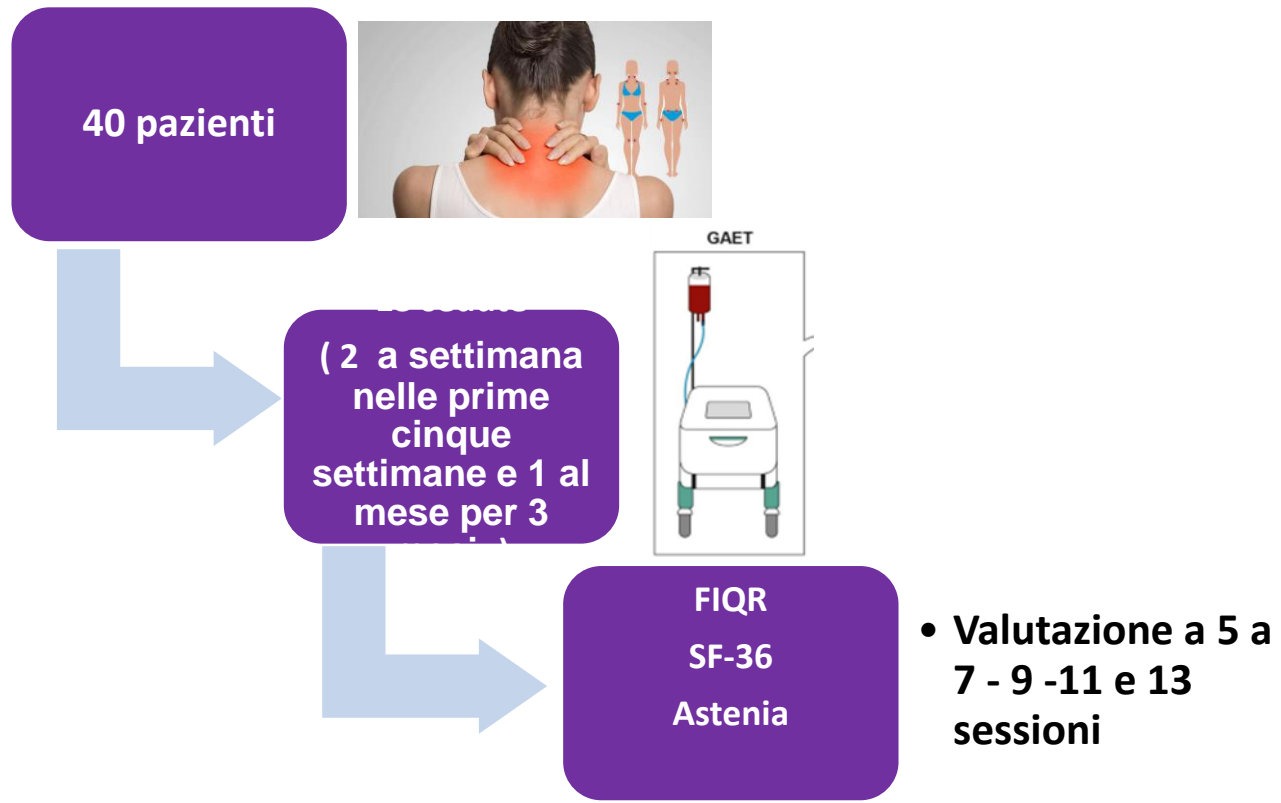 40 pazienti
GAET
( 2 a settimana
nelle prime
cinque
settimane e 1 al
mese per 3
FIQR
SF-36
Astenia
• Valutazione a 5 a
7 - 9 -11 e 13
sessioni